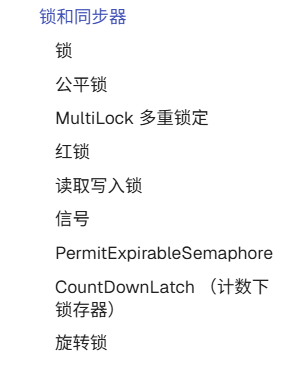 锁和同步器
锁
公平锁
MultiLock 多重锁定
红锁
读取写入锁
信号
PermitExpirableSemaphore
CountDownLatch （计数下
锁存器）
旋转锁